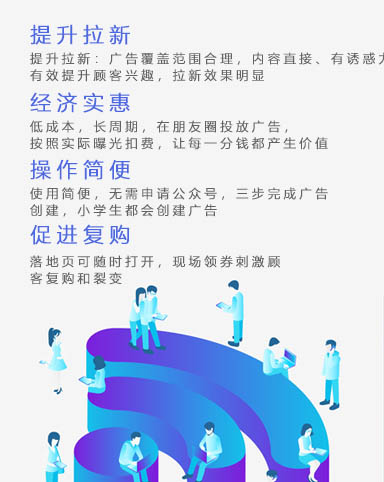 提升拉新
提升拉新：广告覆盖范围合理，内容直接、有诱惑力
有效提升顾客兴趣，拉新效果明显
经济实惠
低成本，长周期，在朋友圈投放广告，
按照实际曝光扣费，让每一分钱都产生价值
操作简便
使用简便，无需申请公众号，三步完成广告
创建，小学生都会创建广告
促进复购
落地页可随时打开，现场领券刺激顾
客复购和裂变